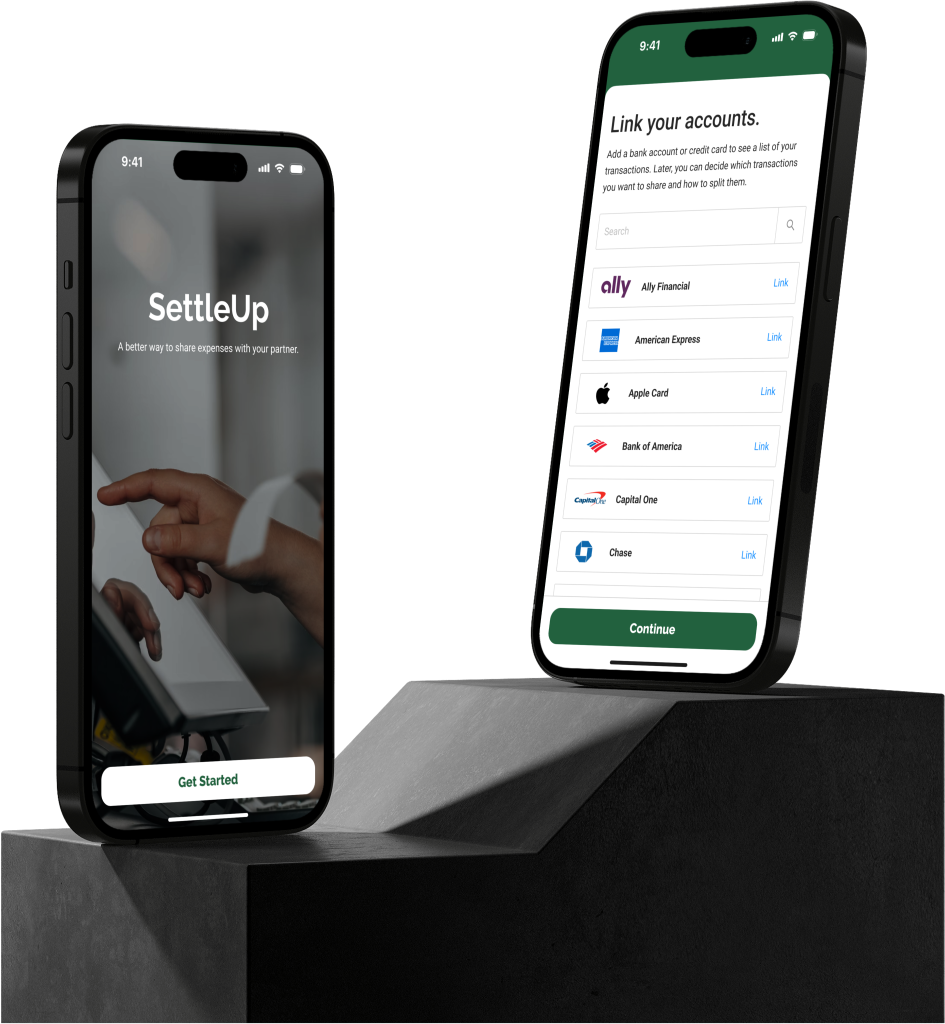 9:41
SettleUp
A better way to share expenses with your partner.
Get Started
9:41
Link your accounts.
Add a bank account or credit card to see a list of your
transactions. Later, you can decide which transactions
you want to share and how to split them.
Search
ally Ally Financial Link
American Express Link
Apple Card Link
Bank of America Link
Capital One Capital One Link
Chase Link
Continue